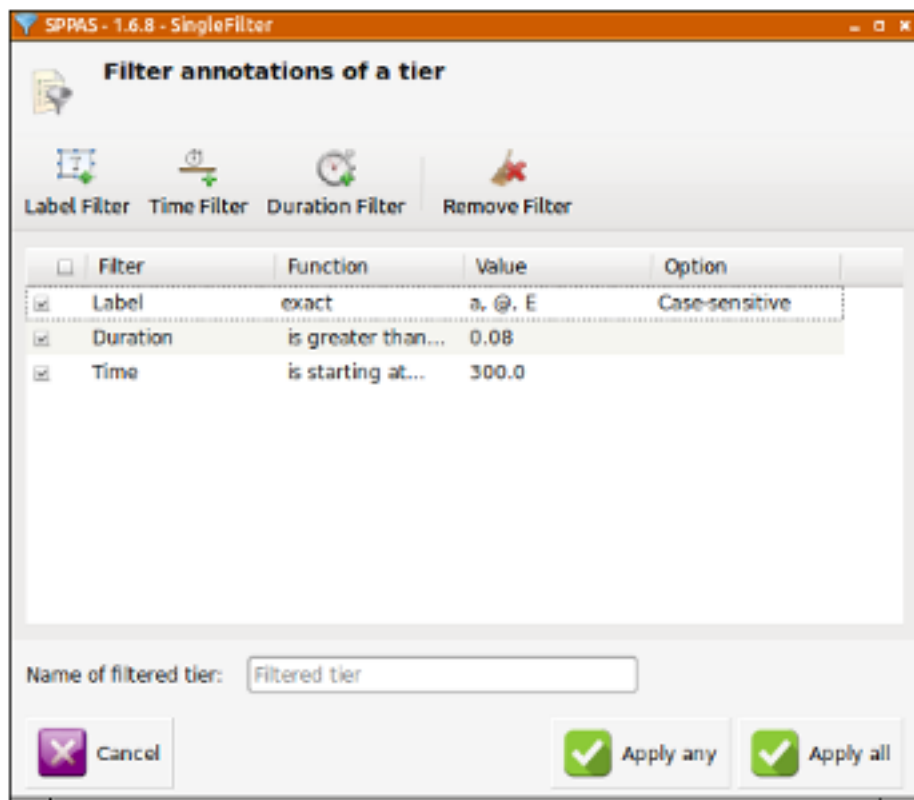 SPPAS - 1.6.8 - SingleFilter
Filter annotations of a tier
Label Filter Time Filter Duration Filter Remove Filter
Filter Function Value Option
Label exact a, @, E Case-sensitive
Duration is greater than... 0.08
Time is starting at... 300.0
Name of filtered tier: Filtered tier
Cancel Apply any Apply all